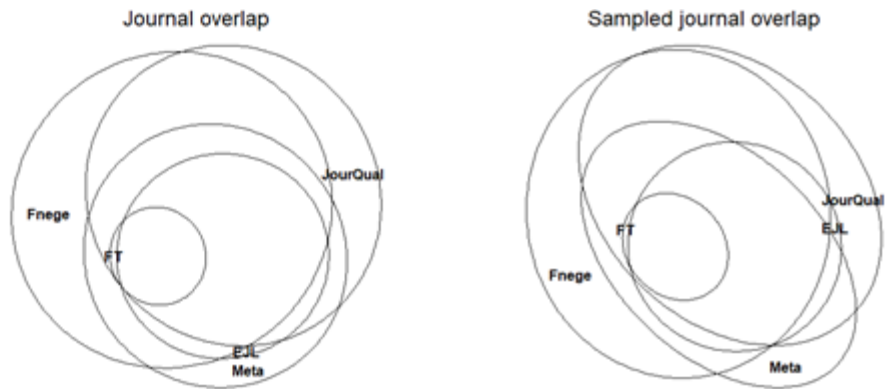 Journal overlap
JourQual
Fnege
FT
EJL
Meta
Sampled journal overlap
JourQual
FT
EJL
Fnege
Meta